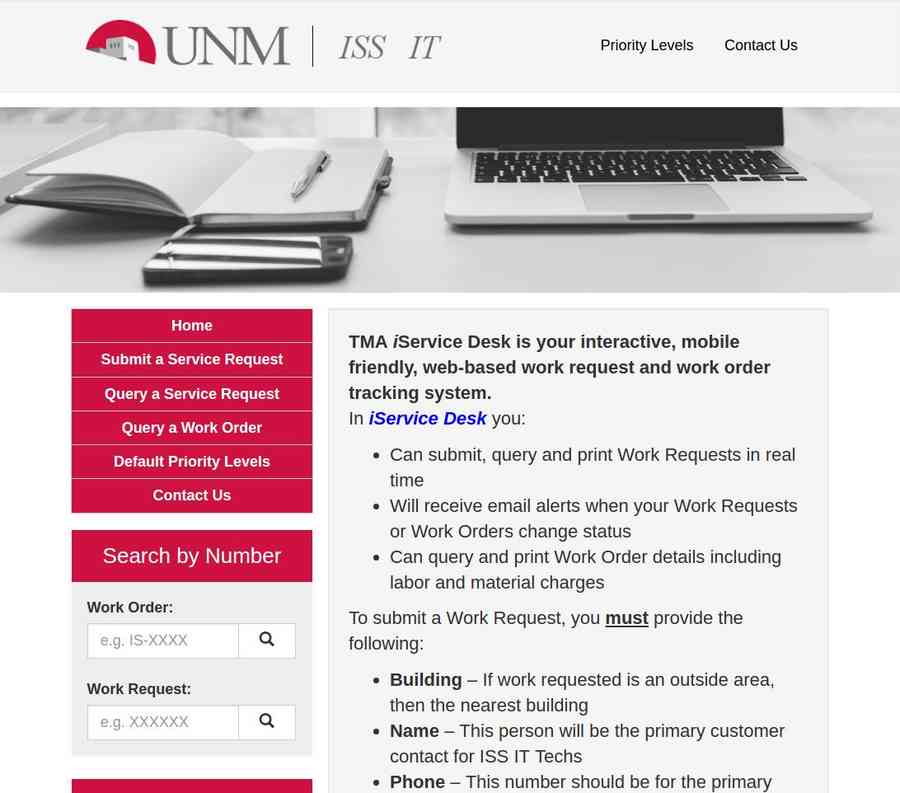 UNM | ISS IT
Priority Levels
Contact Us
Home
Submit a Service Request
Query a Service Request
Query a Work Order
Default Priority Levels
Contact Us
Search by Number
Work Order:
e.g. IS-XXXX
Work Request:
e.g. XXXXXX
TMA iService Desk is your interactive, mobile
friendly, web-based work request and work order
tracking system.
In iService Desk you:
• Can submit, query and print Work Requests in real
time
• Will receive email alerts when your Work Requests
or Work Orders change status
• Can query and print Work Order details including
labor and material charges
To submit a Work Request, you must provide the
following:
• Building – If work requested is an outside area,
then the nearest building
• Name – This person will be the primary customer
contact for ISS IT Techs
• Phone – This number should be for the primary